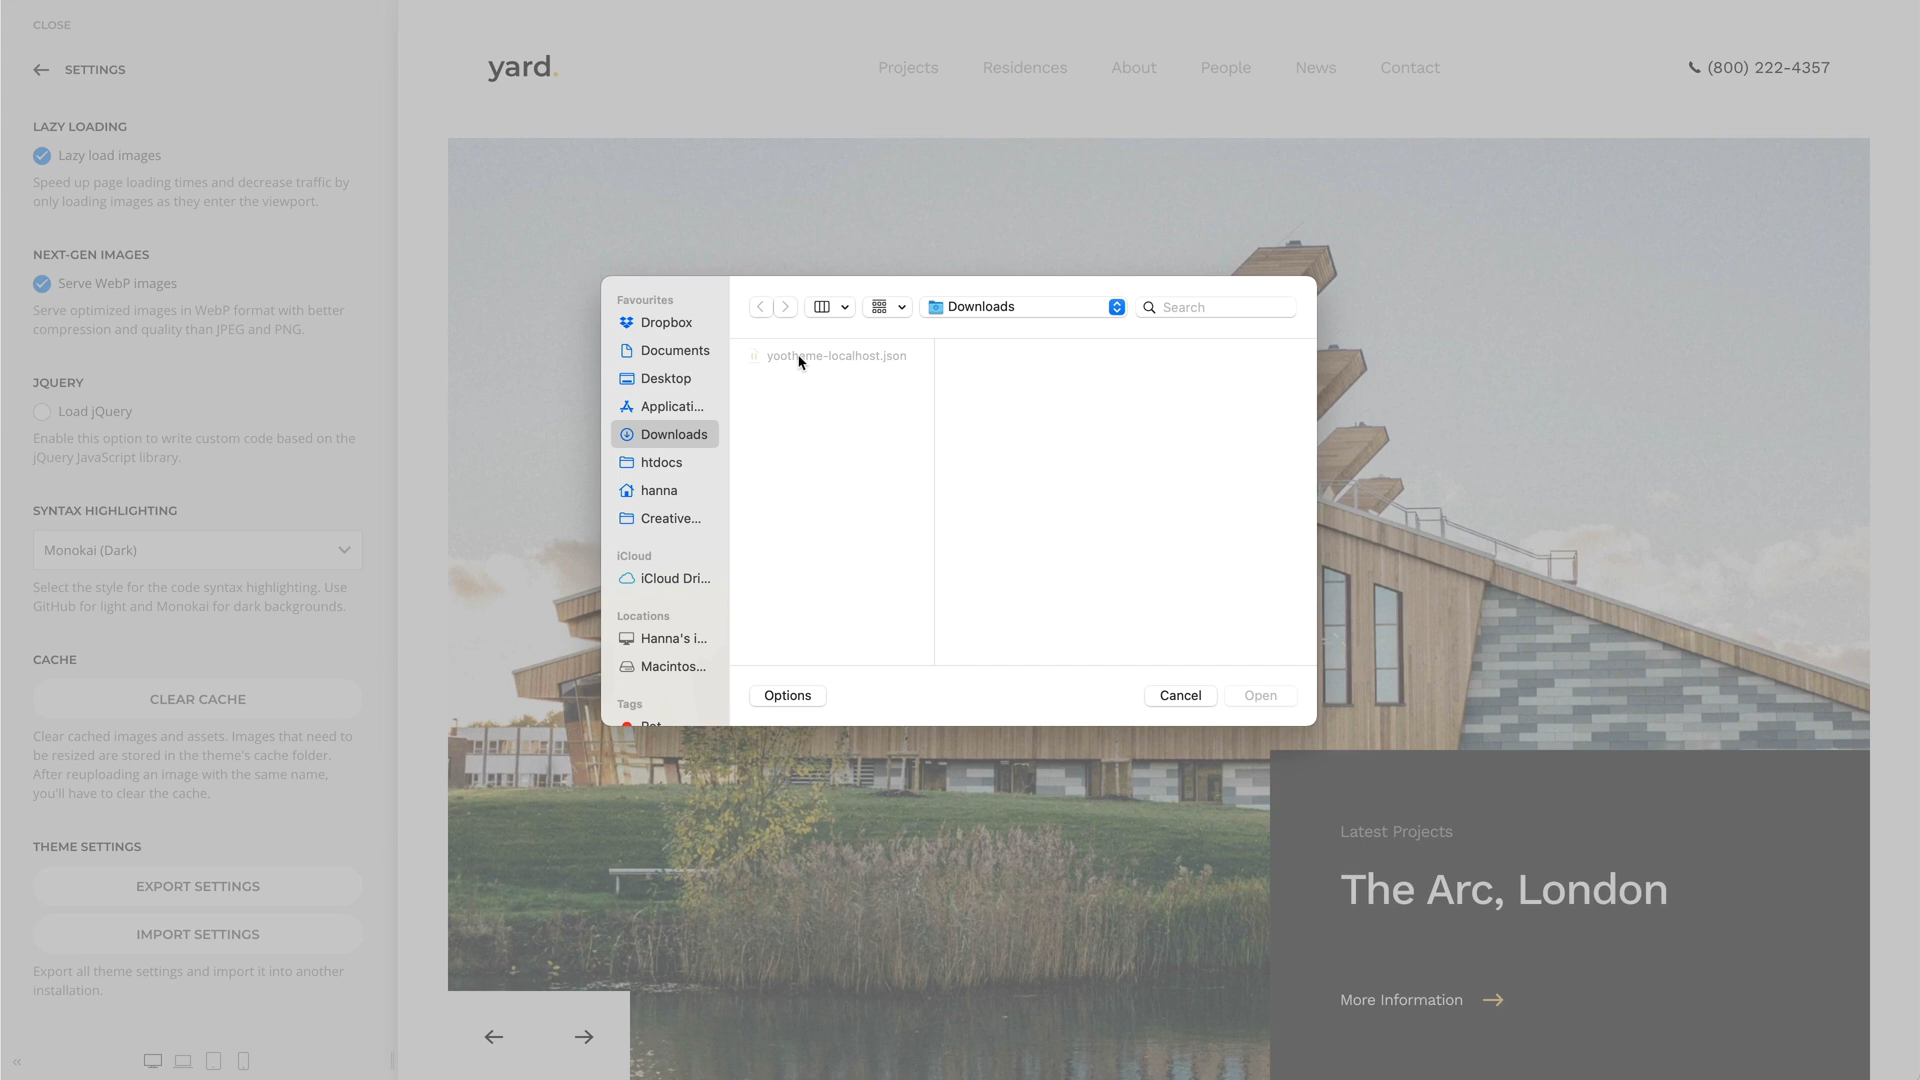 CLOSE
SETTINGS
LAZY LOADING
Lazy load images
Speed up page loading times and decrease traffic by
only loading images as they enter the viewport.
NEXT-GEN IMAGES
Serve WebP images
Serve optimized images in WebP format with better
compression and quality than JPEG and PNG.
JQUERY
Load jQuery
Enable this option to write custom code based on the
jQuery JavaScript library.
SYNTAX HIGHLIGHTING
Monokai (Dark)
Select the style for the code syntax highlighting. Use
GitHub for light and Monokai for dark backgrounds.
CACHE
CLEAR CACHE
Clear cached images and assets. Images that need to
be resized are stored in the theme's cache folder.
After reuploading an image with the same name,
you'll have to clear the cache.
THEME SETTINGS
EXPORT SETTINGS
IMPORT SETTINGS
Export all theme settings and import it into another
installation.
yard.
Projects
Residences
About
People
News
Contact
(800) 222-4357
Favourites
Dropbox
Documents
Desktop
Applicati...
Downloads
htdocs
hanna
Creative...
iCloud
iCloud Dri...
Locations
Hanna's i...
Macintos...
Tags
Rot
Downloads
Search
yootheme-localhost.json
Options
Cancel
Open
Latest Projects
The Arc, London
More Information